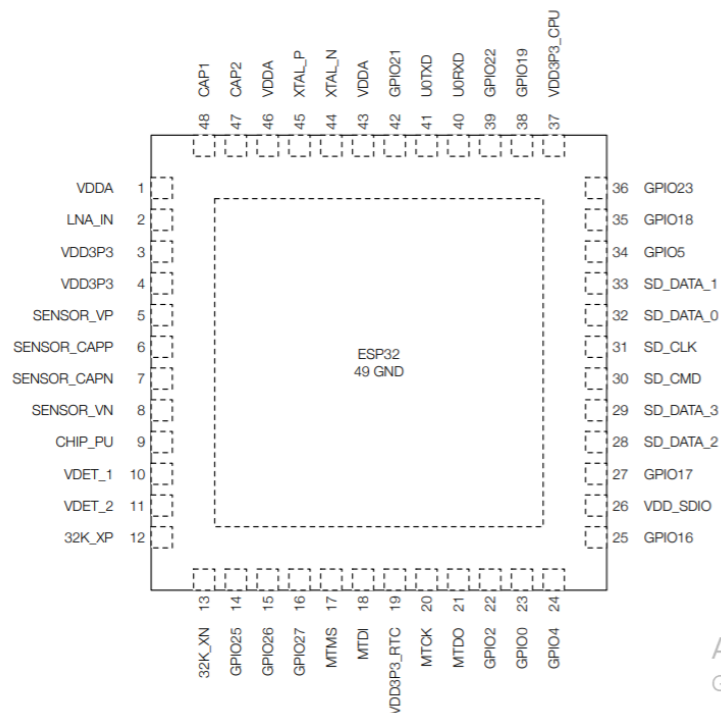 48 CAP1
47 CAP2
46 VDDA
45 XTAL_P
44 XTAL_N
43 VDDA
42 GPIO21
41 U0TXD
40 U0RXD
39 GPIO22
38 GPIO19
37 VDD3P3_CPU
VDDA 1
LNA_IN 2
VDD3P3 3
VDD3P3 4
SENSOR_VP 5
SENSOR_CAPP 6
SENSOR_CAPN 7
SENSOR_VN 8
CHIP_PU 9
VDET_1 10
VDET_2 11
32K_XP 12
ESP32
49 GND
36 GPIO23
35 GPIO18
34 GPIO5
33 SD_DATA_1
32 SD_DATA_0
31 SD_CLK
30 SD_CMD
29 SD_DATA_3
28 SD_DATA_2
27 GPIO17
26 VDD_SDIO
25 GPIO16
32K_XN 13
GPIO25 14
GPIO26 15
GPIO27 16
MTMS 17
MTDI 18
VDD3P3_RTC 19
MTCK 20
MTDO 21
GPIO2 22
GPIO0 23
GPIO4 24
A
G